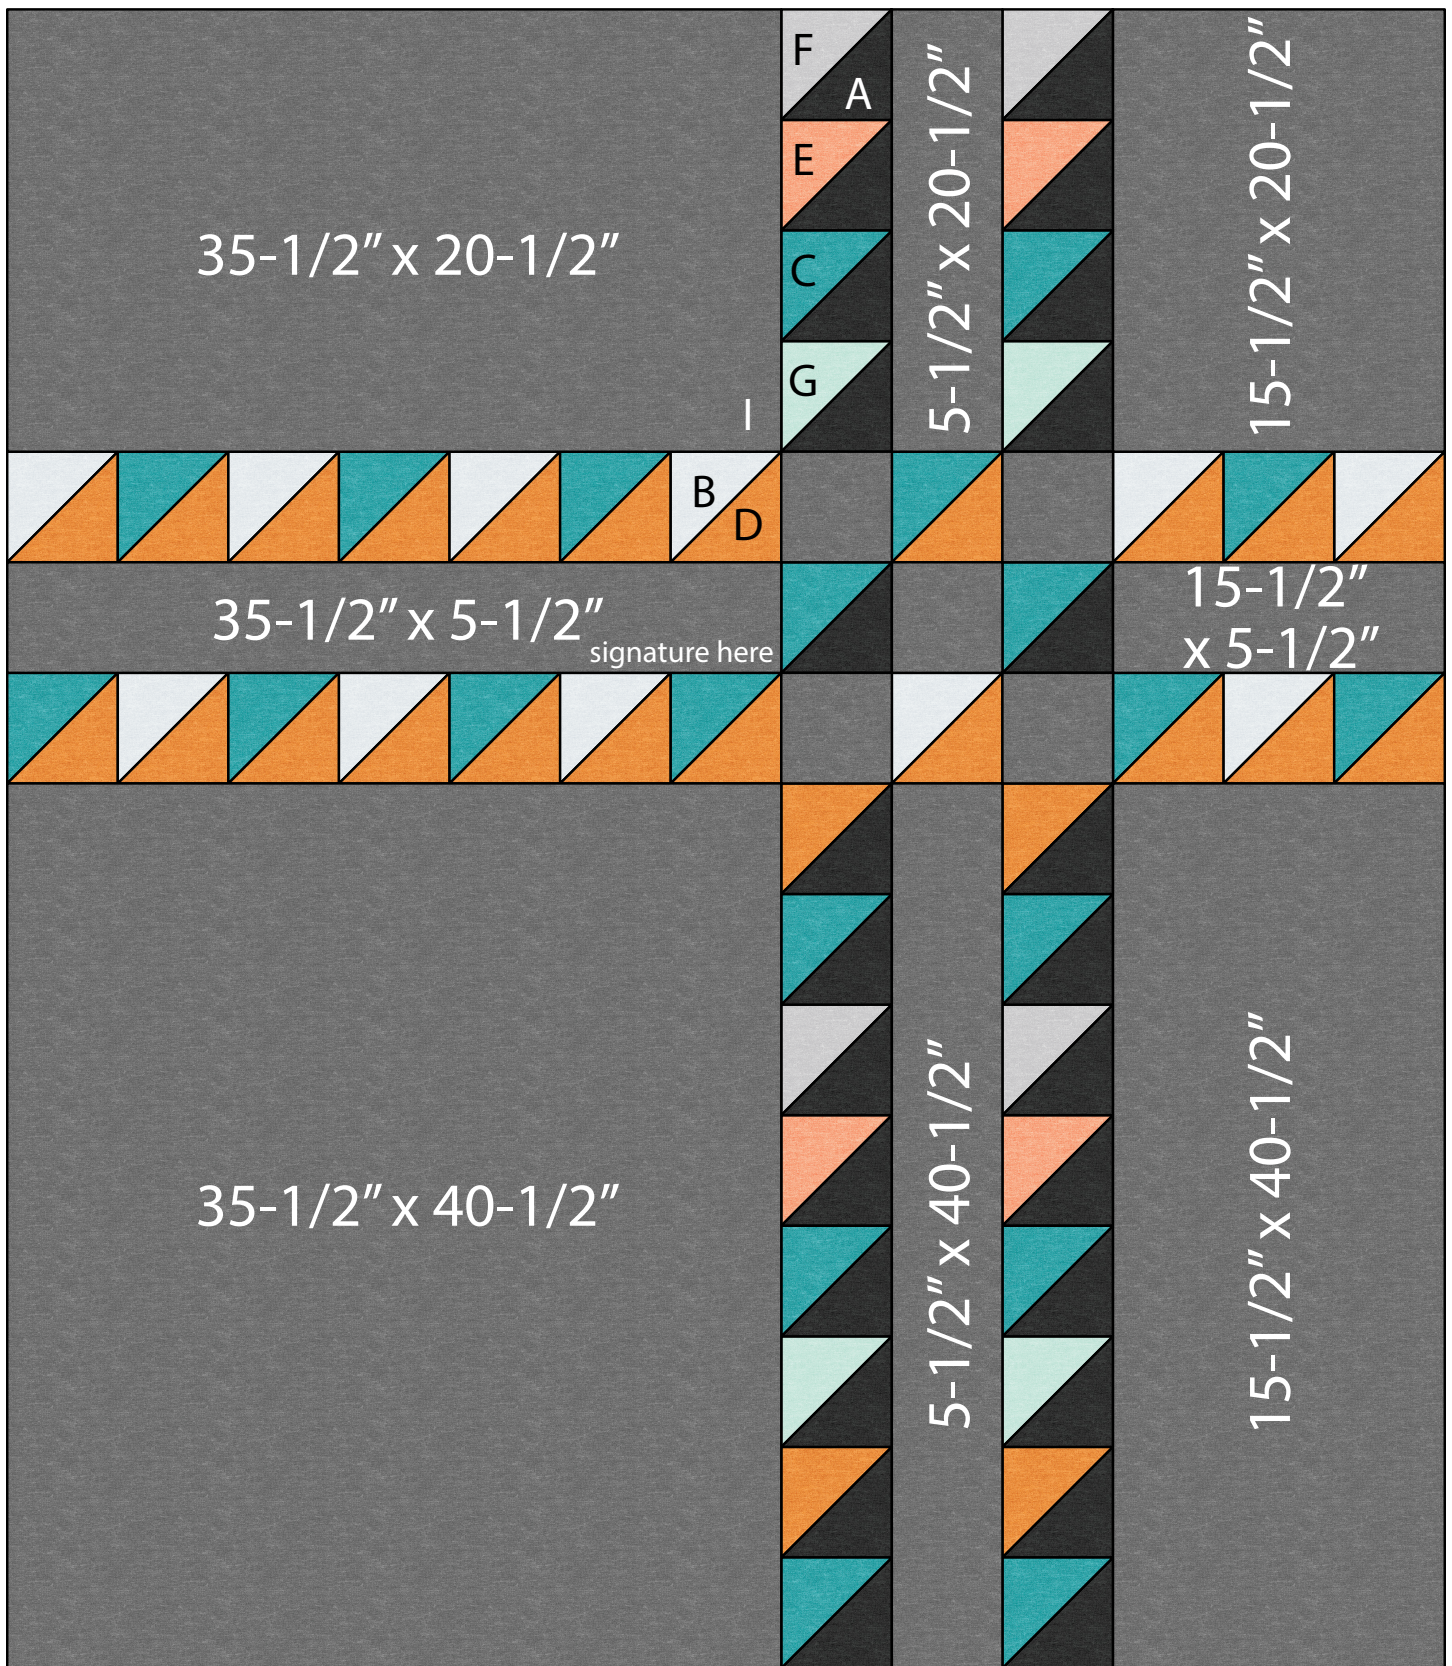 F
A
E
C
G
I
35-1/2” x 20-1/2”
5-1/2” x 20-1/2”
15-1/2” x 20-1/2”
B
D
35-1/2” x 5-1/2”
signature here
15-1/2”
x 5-1/2”
35-1/2” x 40-1/2”
5-1/2” x 40-1/2”
15-1/2” x 40-1/2”